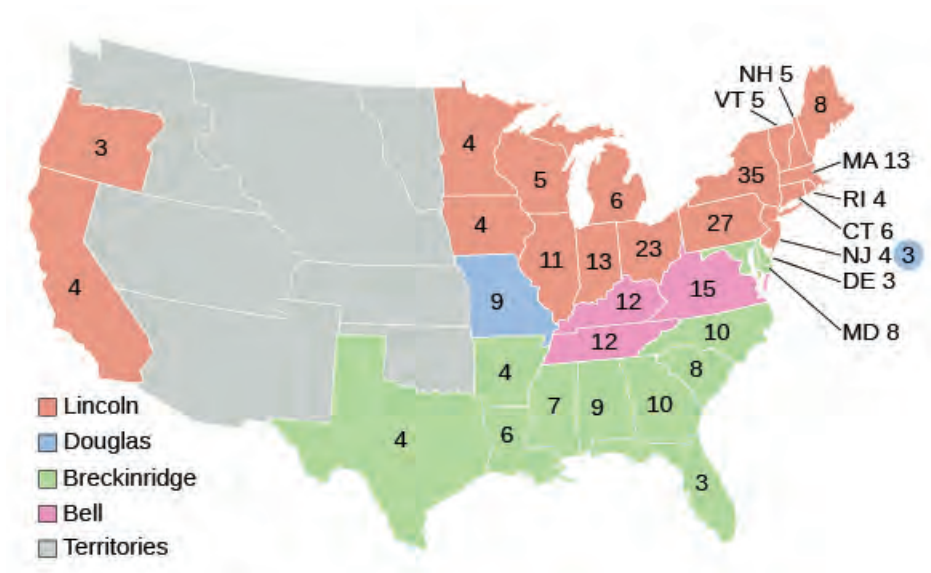 NH 5
VT 5
8
3
4
MA 13
5
35
RI 4
6
27
CT 6
4
23
NJ 4 3
11
13
DE 3
4
9
12
15
MD 8
12
10
4
8
7
9
10
6
4
3
Lincoln
Douglas
Breckinridge
Bell
Territories